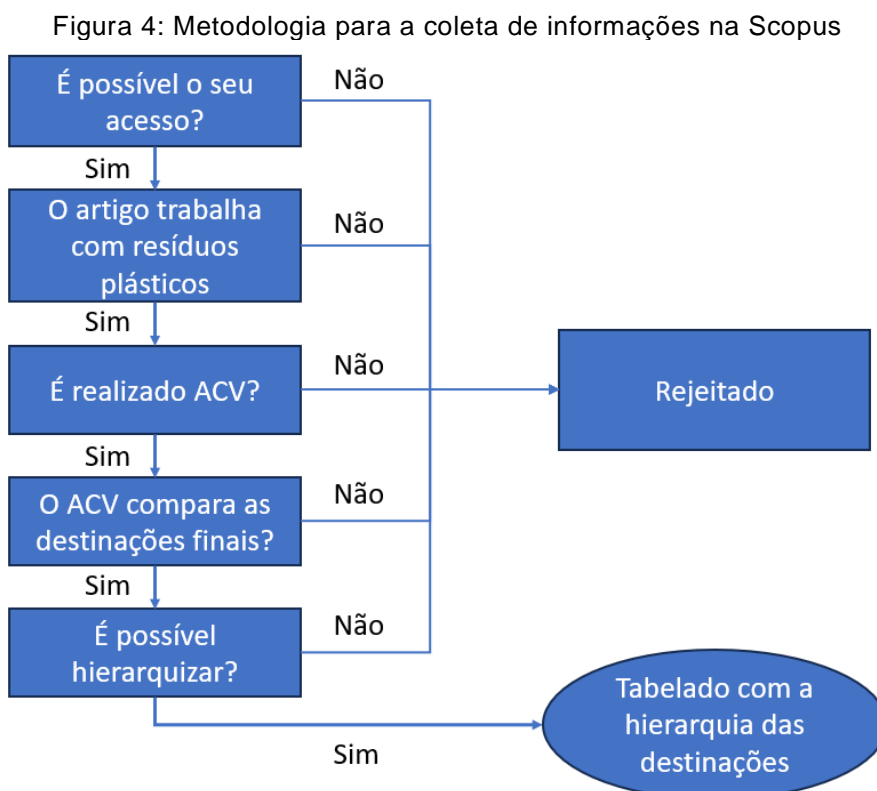 Figura 4: Metodologia para a coleta de informações na Scopus
É possível o seu
acesso?
Não
Sim
O artigo trabalha
com resíduos
plásticos
Não
Sim
É realizado ACV?
Não
Rejeitado
Sim
O ACV compara as
destinações finais?
Não
Sim
É possível
hierarquizar?
Não
Sim
Tabelado com a
hierarquia das
destinações